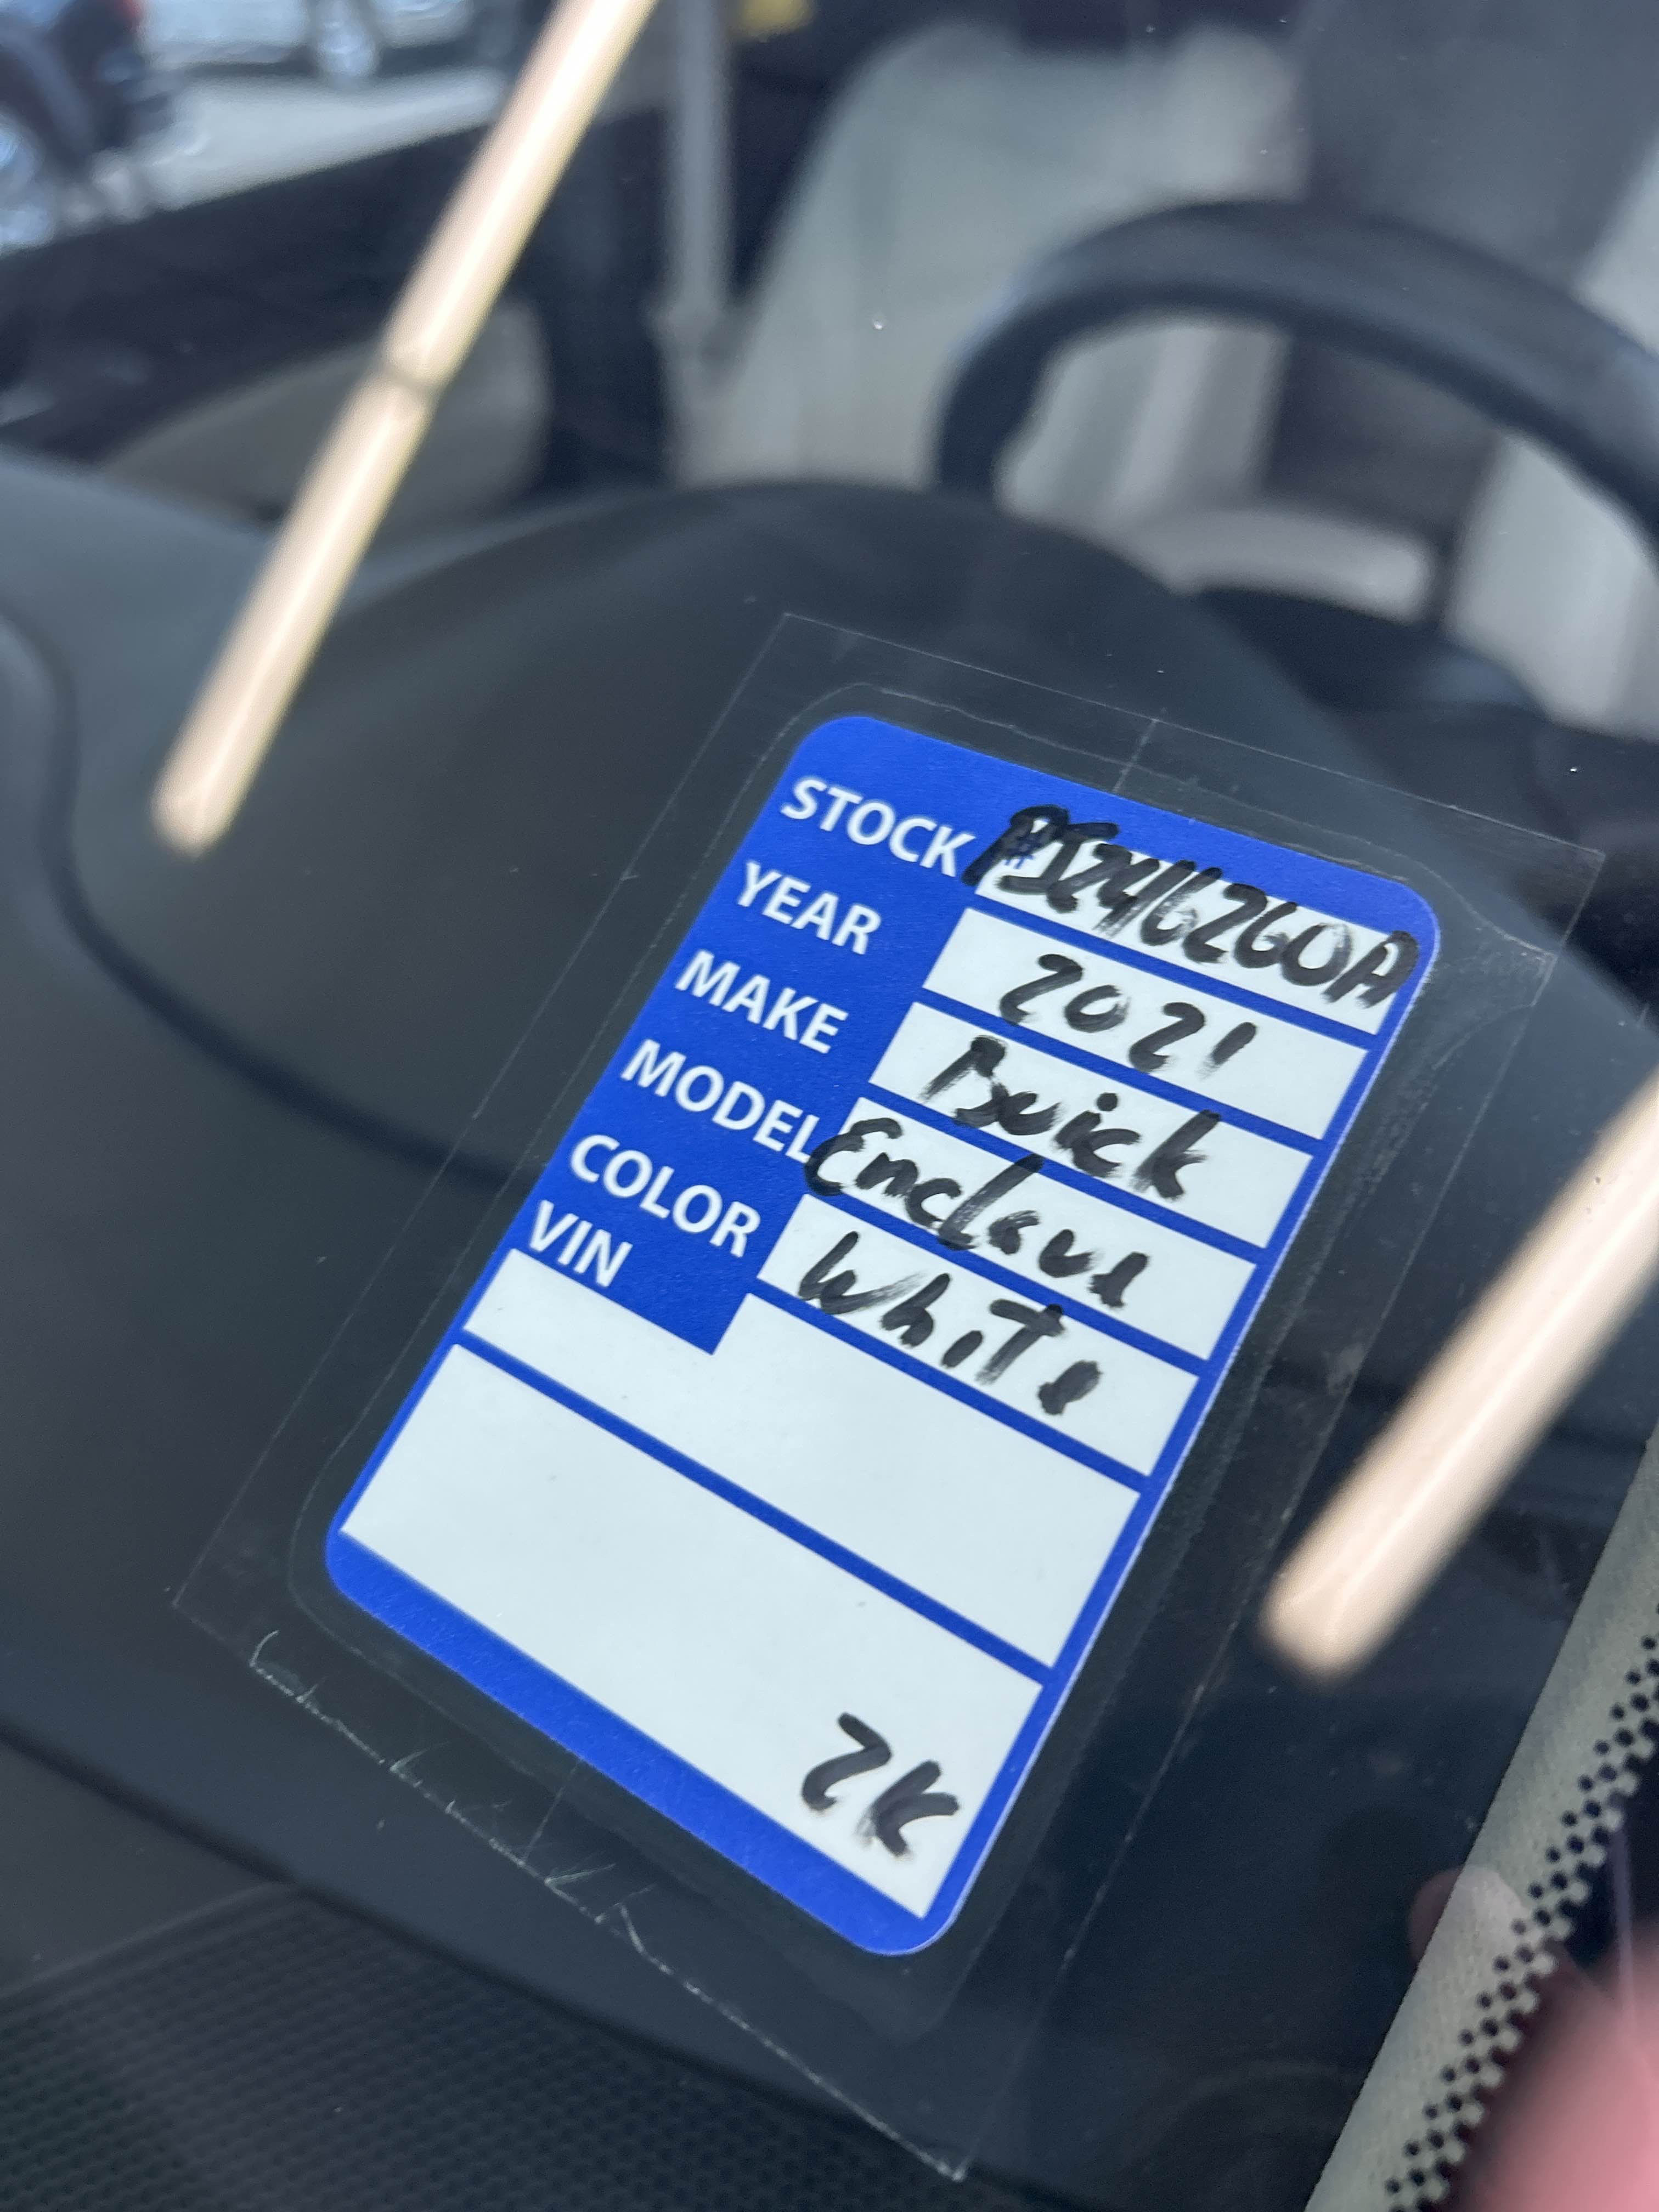 STOCK #
YEAR 2021
MAKE Buick
MODEL Enclave
COLOR White
VIN
2K